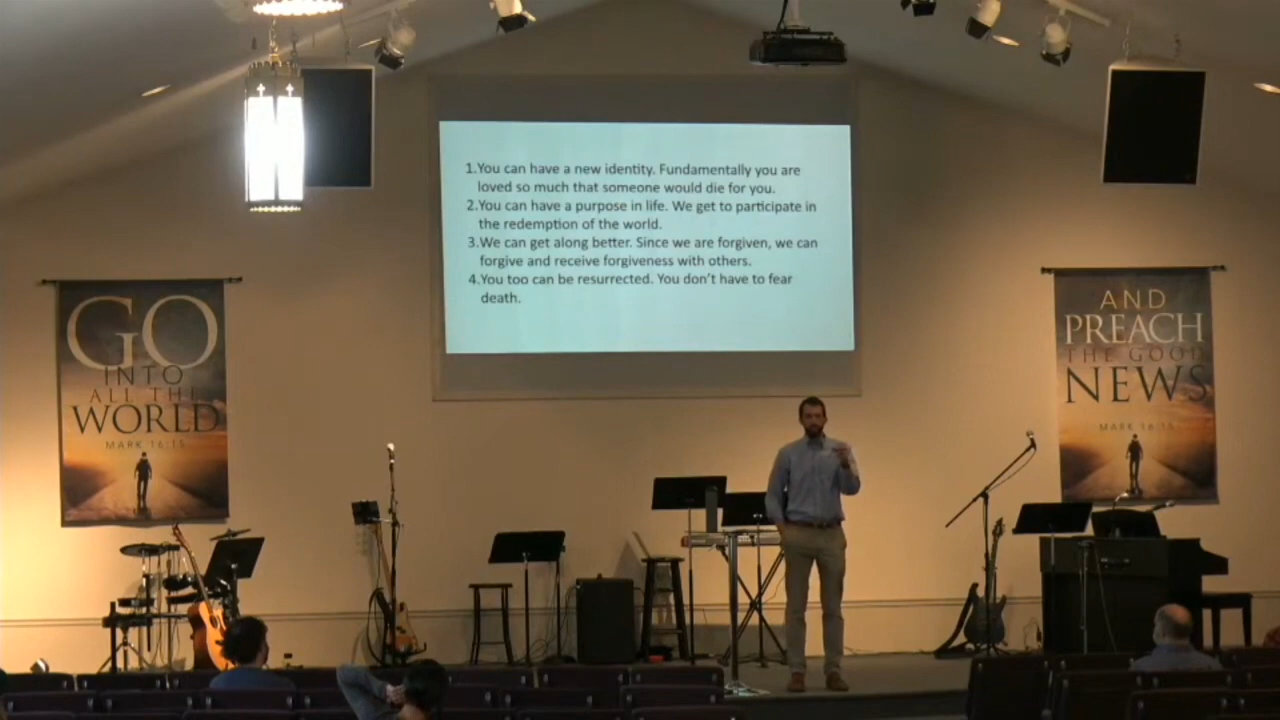 1.You can have a new identity. Fundamentally you are
loved so much that someone would die for you.
2.You can have a purpose in life. We get to participate in
the redemption of the world.
3.We can get along better. Since we are forgiven, we can
forgive and receive forgiveness with others.
4.You too can be resurrected. You don't have to fear
death.
GO
INTO
ALL THE
WORLD
MARK 16:15
AND
PREACH
THE GOOD
NEWS
MARK 16:15